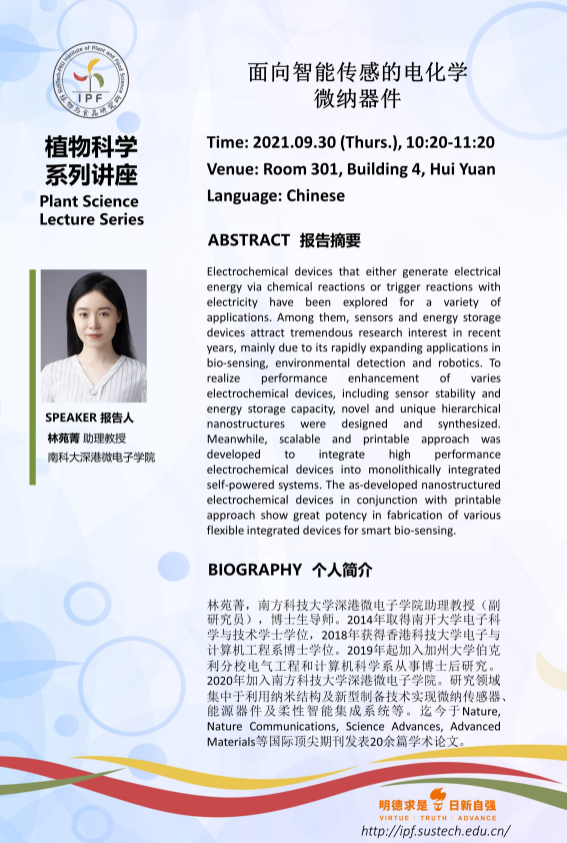 SUSTech-PKU Institute of Plant and Food Science
IPF
植物与食品研究所
植物科学
系列讲座
Plant Science
Lecture Series
SPEAKER 报告人
林苑菁 助理教授
南科大深港微电子学院
面向智能传感的电化学
微纳器件
Time: 2021.09.30 (Thurs.), 10:20-11:20
Venue: Room 301, Building 4, Hui Yuan
Language: Chinese
ABSTRACT 报告摘要
Electrochemical devices that either generate electrical
energy via chemical reactions or trigger reactions with
electricity have been explored for a variety of
applications. Among them, sensors and energy storage
devices attract tremendous research interest in recent
years, mainly due to its rapidly expanding applications in
bio-sensing, environmental detection and robotics. To
realize performance enhancement of varies
electrochemical devices, including sensor stability and
energy storage capacity, novel and unique hierarchical
nanostructures were designed and synthesized.
Meanwhile, scalable and printable approach was
developed to integrate high performance
electrochemical devices into monolithically integrated
self-powered systems. The as-developed nanostructured
electrochemical devices in conjunction with printable
approach show great potency in fabrication of various
flexible integrated devices for smart bio-sensing.
BIOGRAPHY 个人简介
林苑菁，南方科技大学深港微电子学院助理教授（副
研究员），博士生导师。2014年取得南开大学电子科
学与技术学士学位，2018年获得香港科技大学电子与
计算机工程系博士学位。2019年起加入加州大学伯克
利分校电气工程和计算机科学系从事博士后研究。
2020年加入南方科技大学深港微电子学院。研究领域
集中于利用纳米结构及新型制备技术实现微纳传感器、
能源器件及柔性智能集成系统等。迄今于Nature,
Nature Communications, Science Advances, Advanced
Materials等国际顶尖期刊发表20余篇学术论文。
明德求是 日新自强
VIRTUE | TRUTH | ADVANCE
http://ipf.sustech.edu.cn/